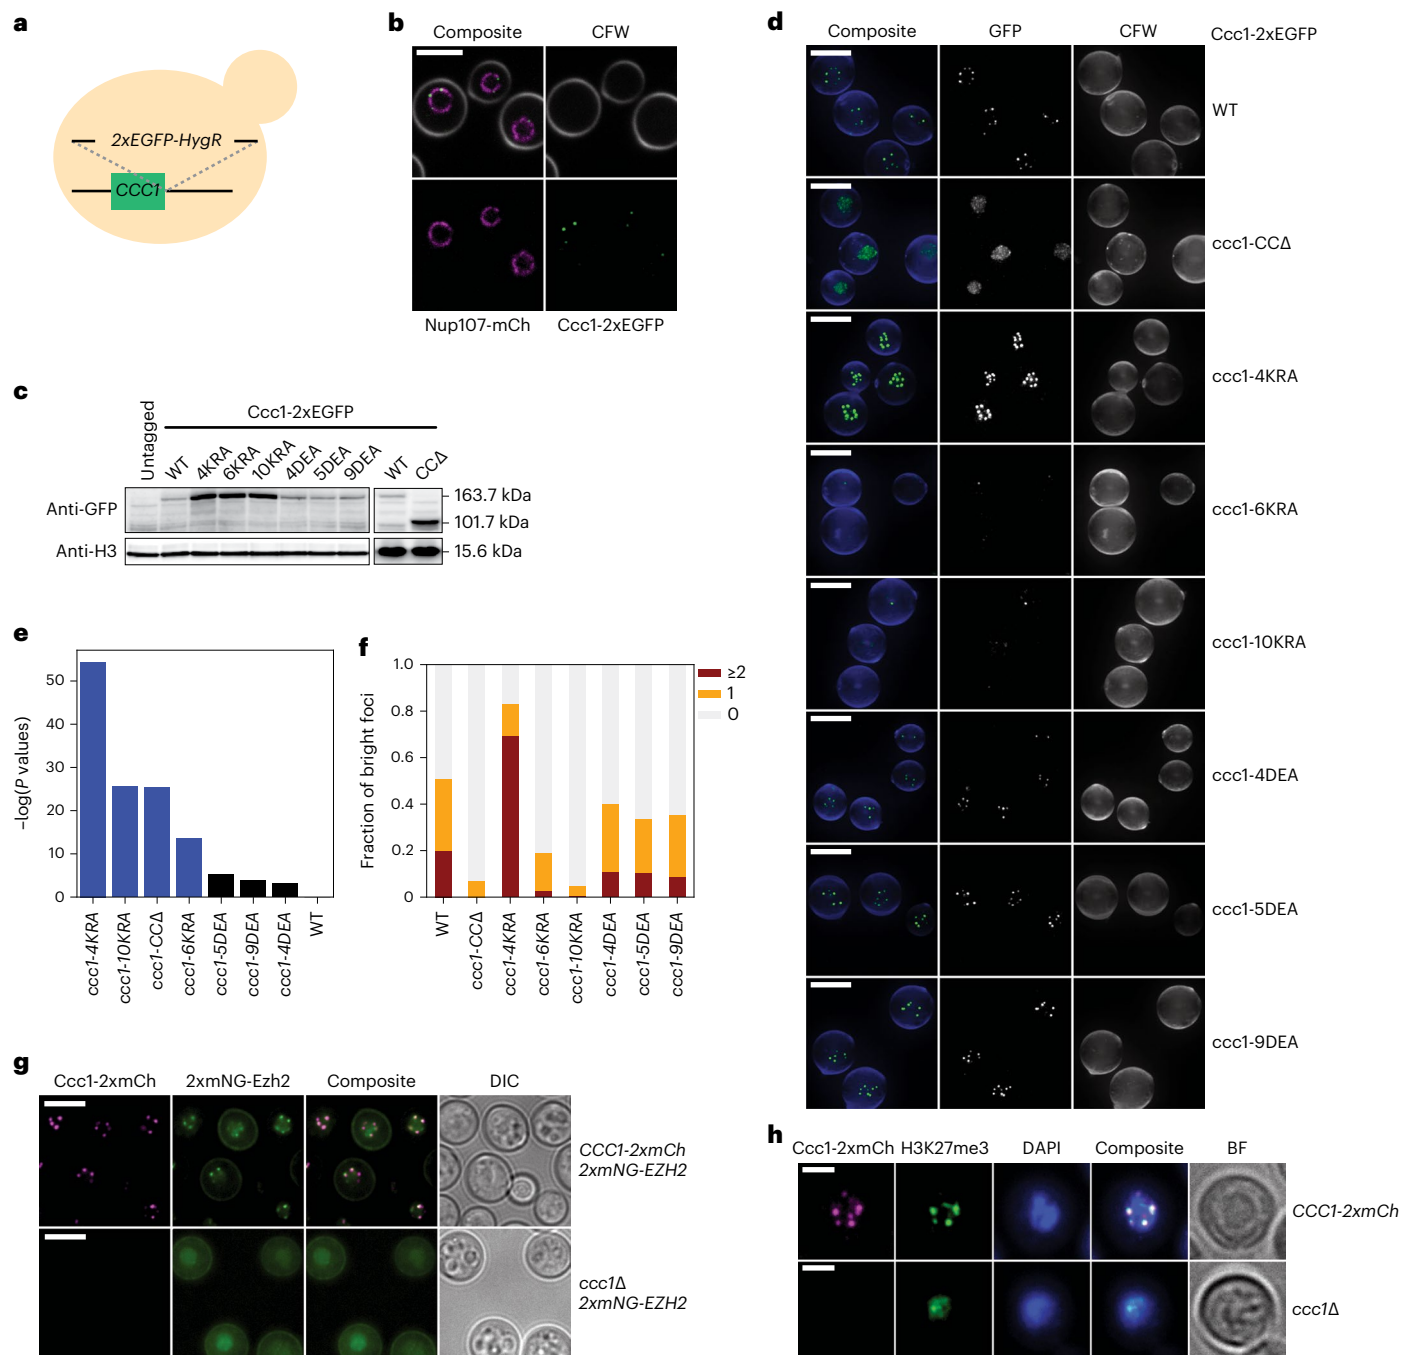 a
2xEGFP-HygR
CCC1
b
Composite
CFW
Nup107-mCh
Ccc1-2xEGFP
c
Ccc1-2xEGFP
Untagged
WT
4KRA
6KRA
10KRA
4DEA
5DEA
9DEA
WT
CCΔ
Anti-GFP
163.7 kDa
101.7 kDa
Anti-H3
15.6 kDa
d
Composite
GFP
CFW
Ccc1-2xEGFP
WT
ccc1-CCΔ
ccc1-4KRA
ccc1-6KRA
ccc1-10KRA
ccc1-4DEA
ccc1-5DEA
ccc1-9DEA
e
–log(P values)
50
40
30
20
10
0
ccc1-4KRA
ccc1-10KRA
ccc1-CCΔ
ccc1-6KRA
ccc1-5DEA
ccc1-9DEA
ccc1-4DEA
WT
f
Fraction of bright foci
1.0
0.8
0.6
0.4
0.2
0
≥2
1
0
WT
ccc1-CCΔ
ccc1-4KRA
ccc1-6KRA
ccc1-10KRA
ccc1-4DEA
ccc1-5DEA
ccc1-9DEA
g
Ccc1-2xmCh
2xmNG-Ezh2
Composite
DIC
CCC1-2xmCh
2xmNG-EZH2
ccc1Δ
2xmNG-EZH2
h
Ccc1-2xmCh
H3K27me3
DAPI
Composite
BF
CCC1-2xmCh
ccc1Δ